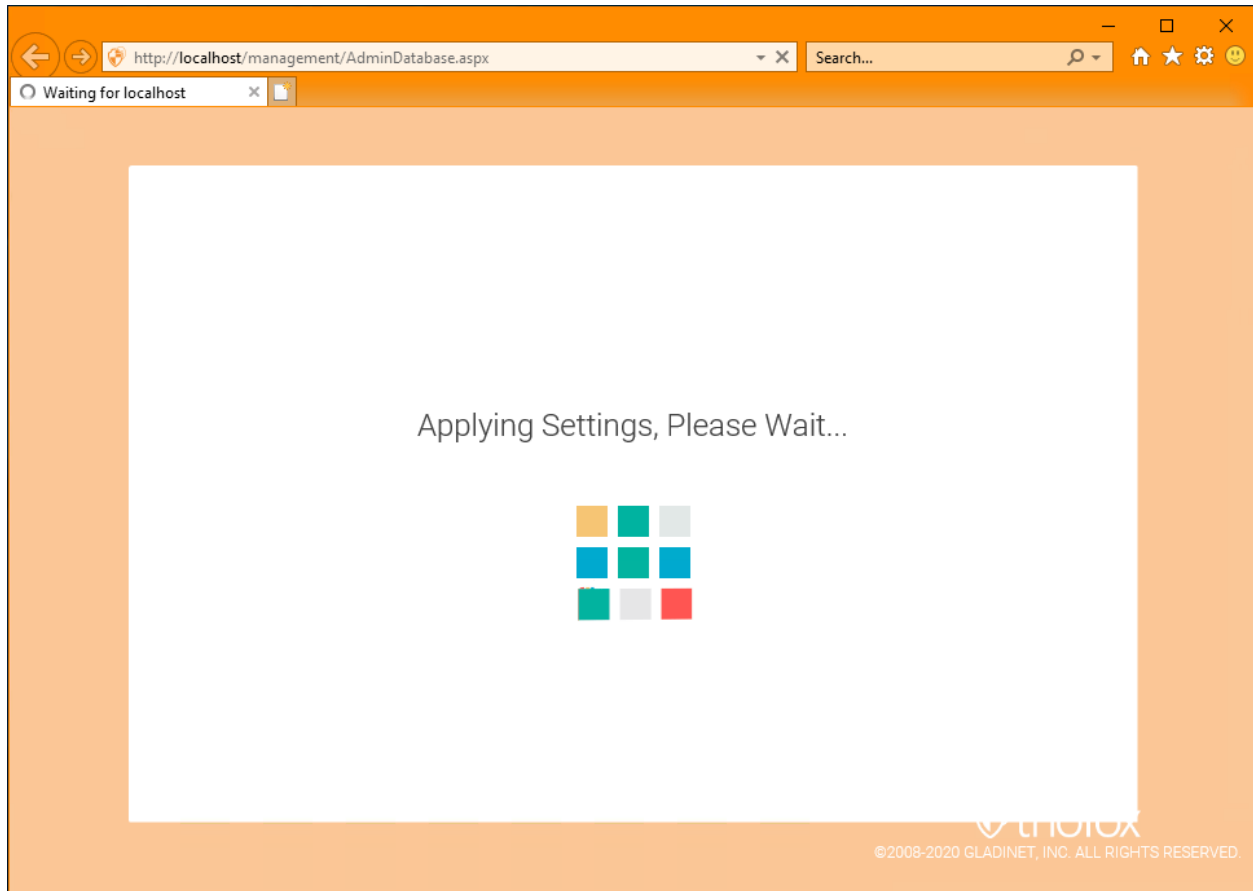 http://localhost/management/AdminDatabase.aspx
Search...
Waiting for localhost
Applying Settings, Please Wait...
©2008-2020 GLADINET, INC. ALL RIGHTS RESERVED.